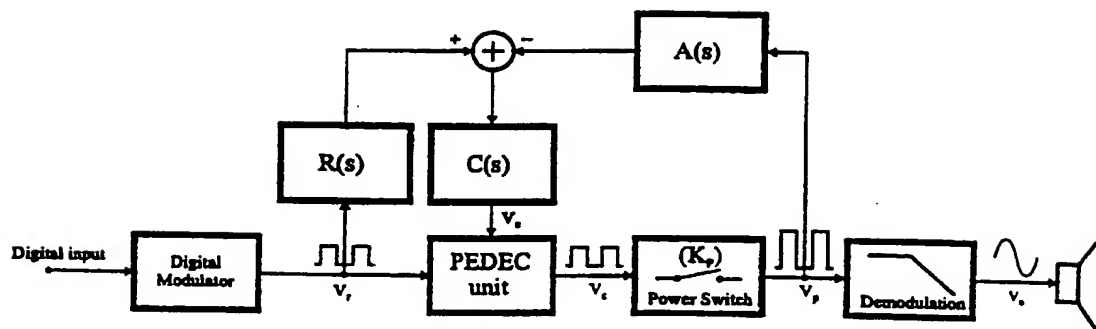 +
−
A(s)
R(s)
C(s)
Ve
Digital input
Digital
Modulator
Vr
PEDEC
unit
Vc
(KP)
Power Switch
Vp
Demodulation
Vo